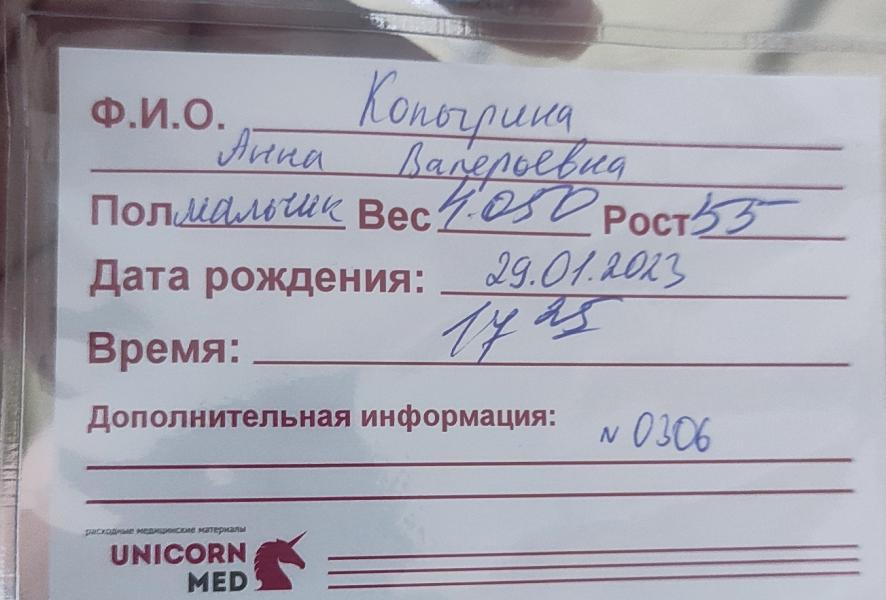 Ф.И.О. Копырина
Анна Валерьевна
Пол мальчик Вес 4.050 Рост 55
Дата рождения: 29.01.2023
Время: 17 25
Дополнительная информация:
N 0306
расходные медицинские материалы
UNICORN
MED